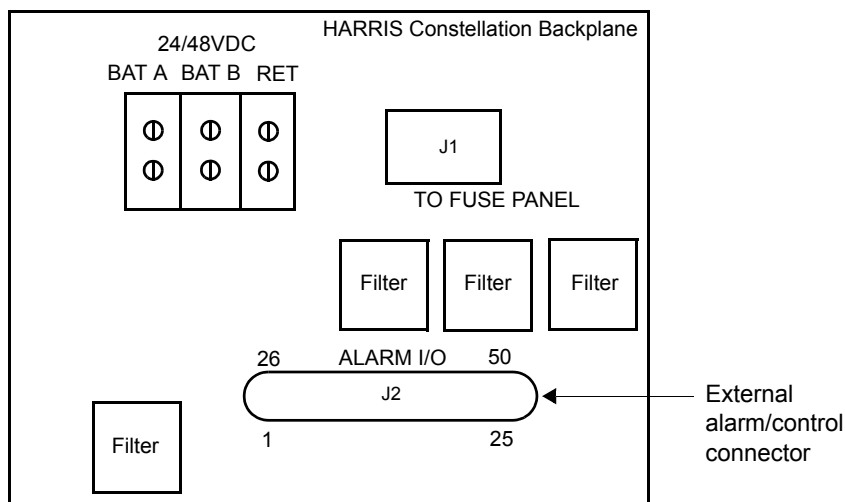 HARRIS Constellation Backplane
24/48VDC
BAT A BAT B RET
J1
TO FUSE PANEL
Filter Filter Filter
26 ALARM I/O 50
J2
External
alarm/control
connector
Filter
1 25